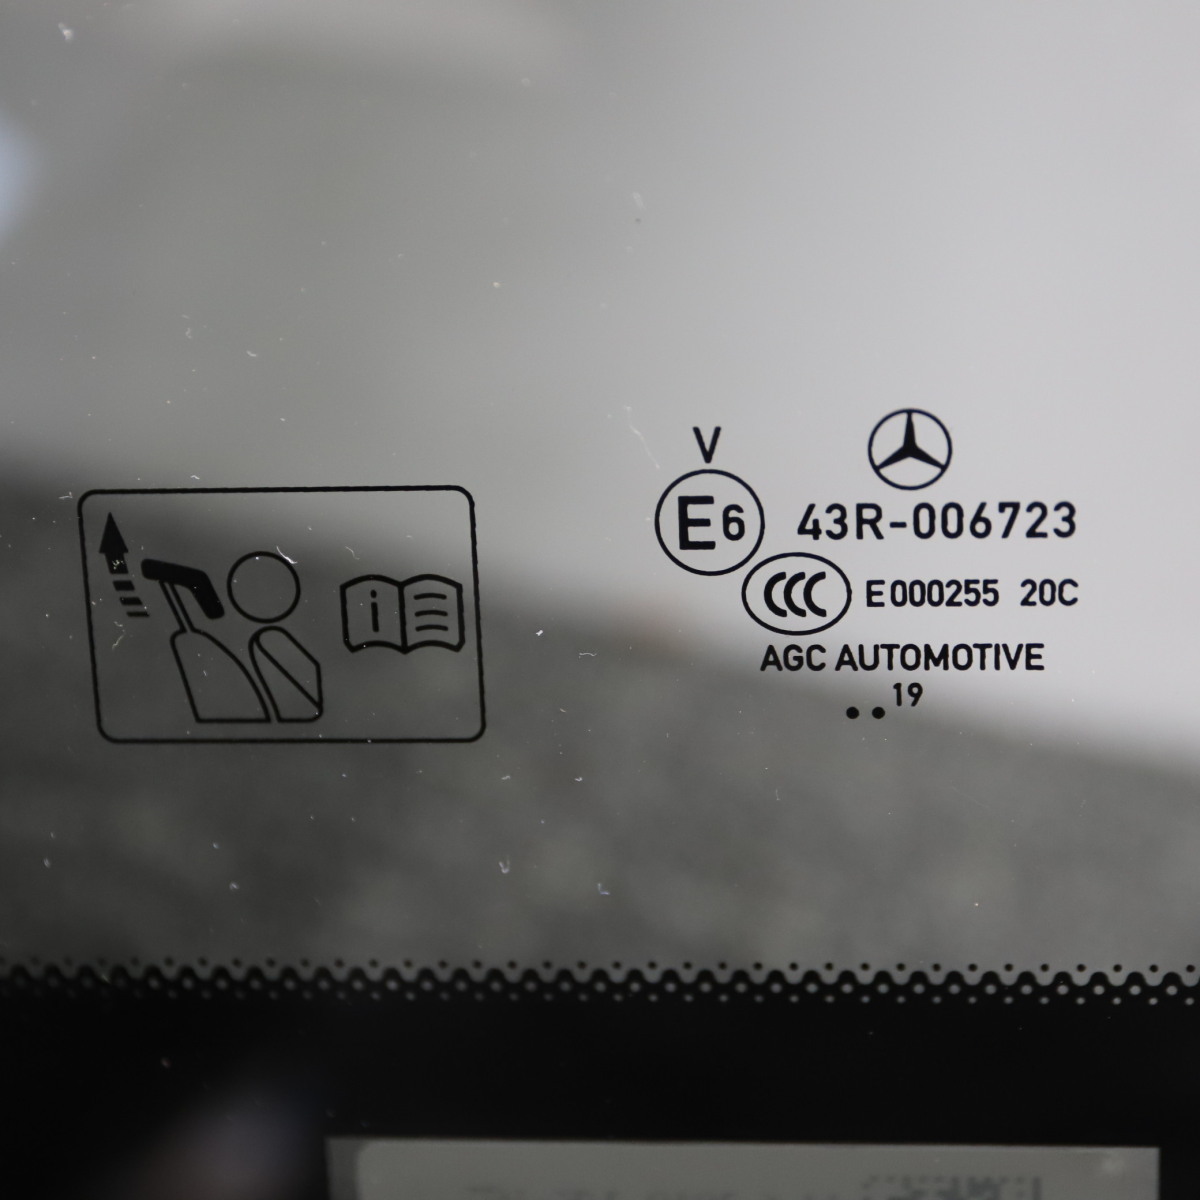 V
E6 43R-006723
CCC E000255 20C
AGC AUTOMOTIVE
..19
i